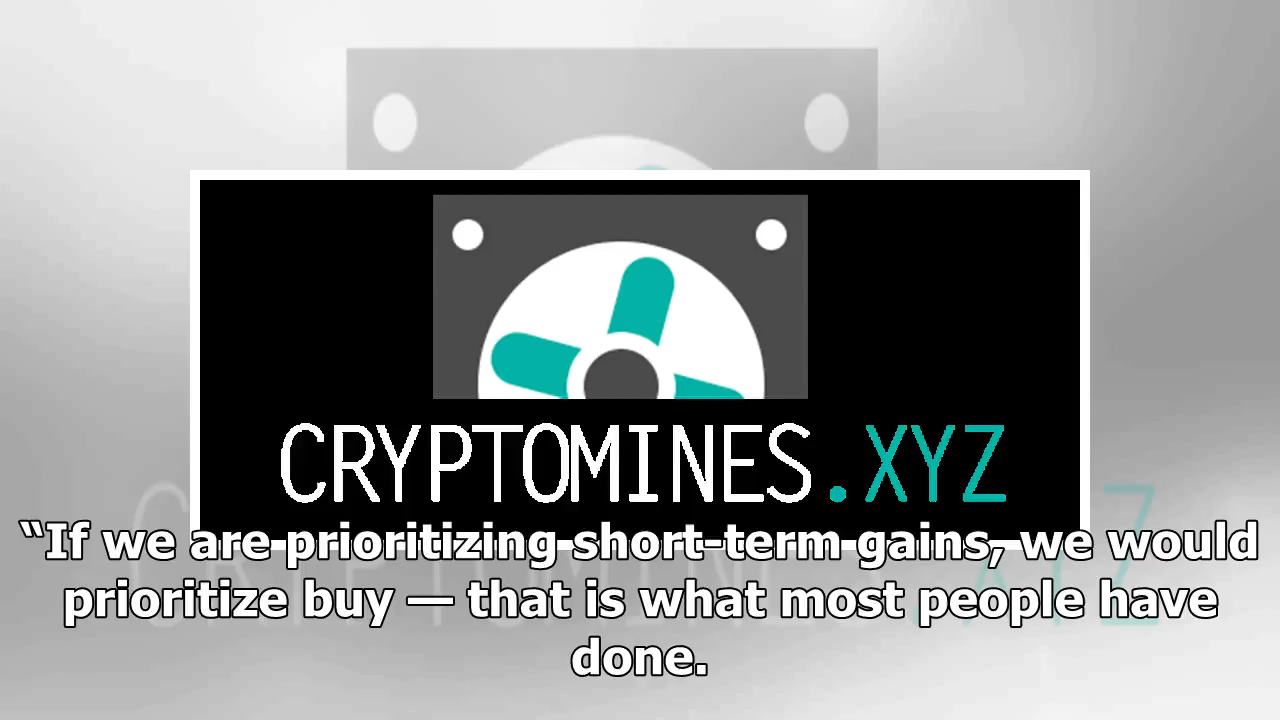 CRYPTOMINES.XYZ
“If we are prioritizing short-term gains, we would
prioritize buy — that is what most people have
done.